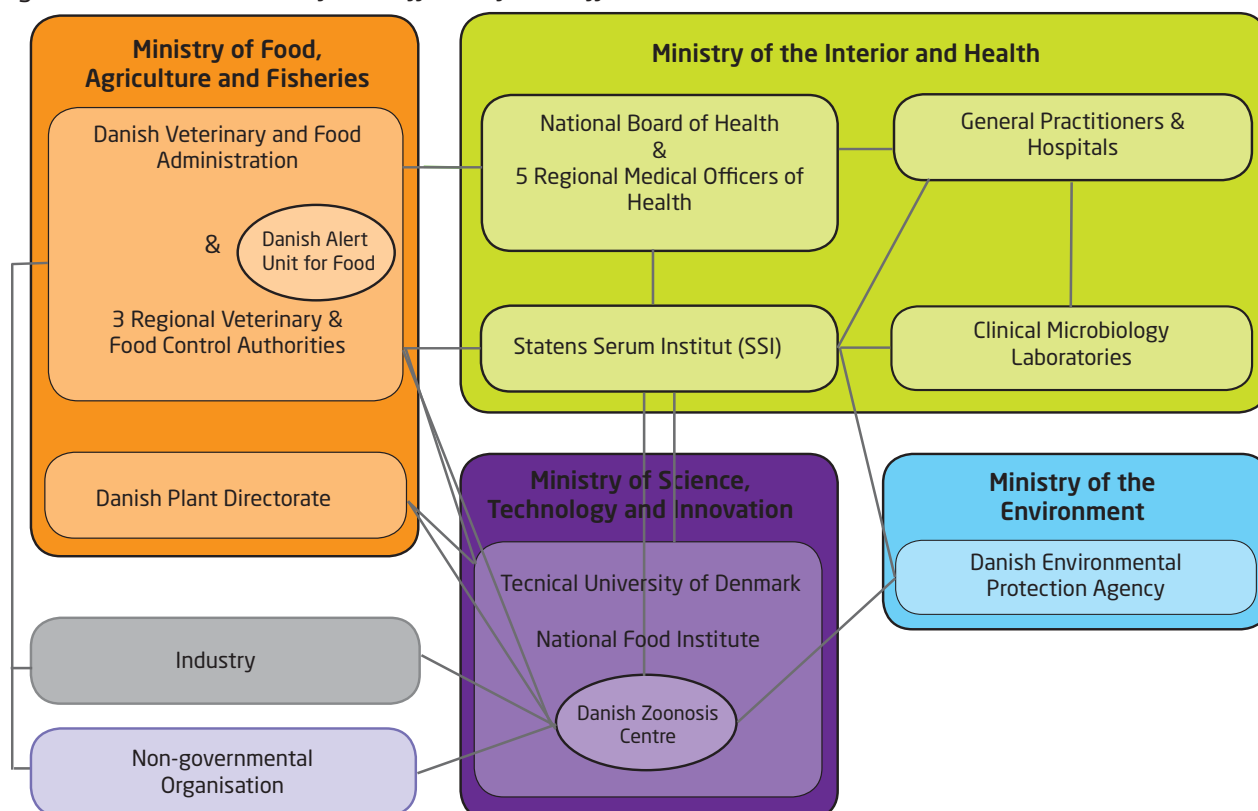 Ministry of Food,
Agriculture and Fisheries
Danish Veterinary and Food
Administration
&
Danish Alert
Unit for Food
3 Regional Veterinary &
Food Control Authorities
Danish Plant Directorate
Industry
Non-governmental
Organisation
Ministry of the Interior and Health
National Board of Health
&
5 Regional Medical Officers of
Health
General Practitioners &
Hospitals
Statens Serum Institut (SSI)
Clinical Microbiology
Laboratories
Ministry of Science,
Technology and Innovation
Tecnical University of Denmark
National Food Institute
Danish Zoonosis
Centre
Ministry of the
Environment
Danish Environmental
Protection Agency